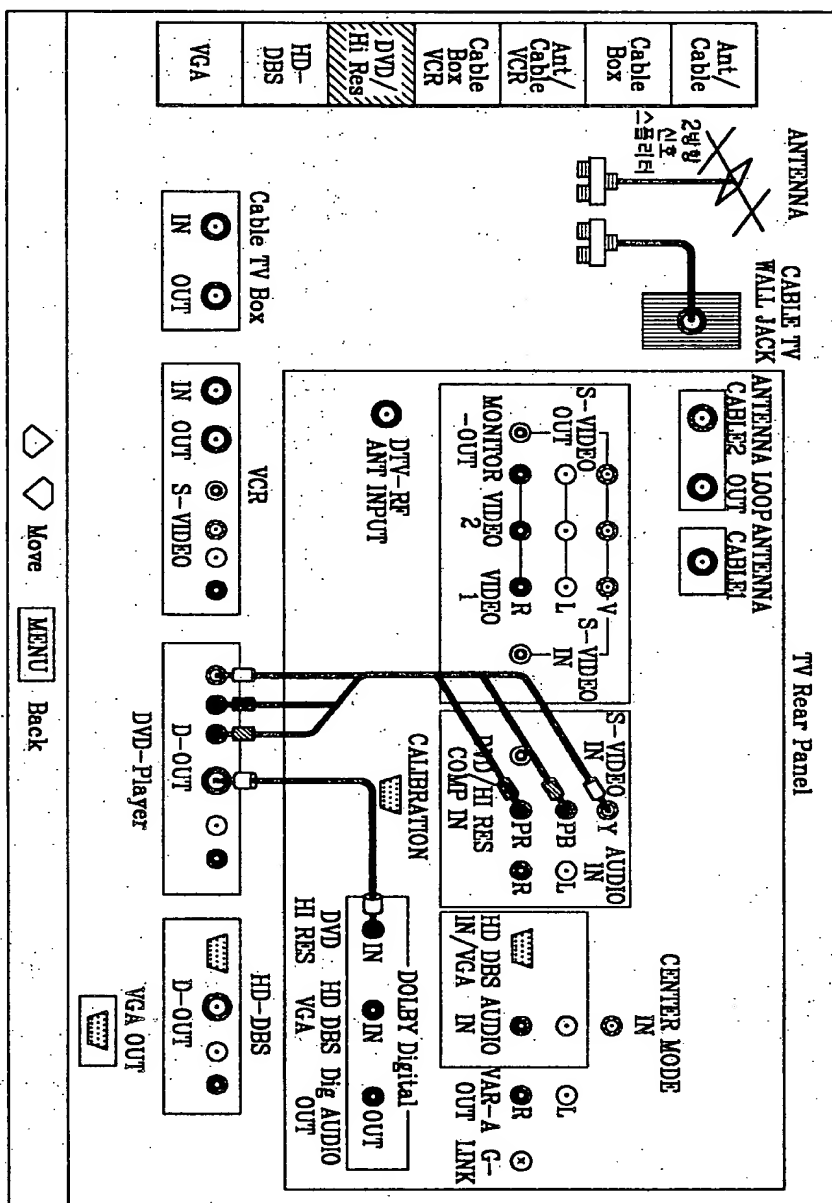 Ant/
Cable
Cable
Box
Ant/
Cable
VCR
Cable
Box
VCR
DVD/
Hi Res
HD-
DBS
VGA
ANTENNA
2방향
신호
스플리터
CABLE TV
WALL JACK
TV Rear Panel
ANTENNA LOOP ANTENNA
CABLE2 OUT CABLE1
S-VIDEO
OUT
MONITOR VIDEO VIDEO
-OUT 2 1
V
L
R
S-VIDEO
IN
S-VIDEO
IN
Y
PB
PR
AUDIO
IN
L
R
DVD HI RES
COMP IN
CENTER MODE
IN
HD DBS AUDIO
IN/VGA IN
L
R
VAR-A G-
OUT LINK
DTV-RF
ANT INPUT
CALIBRATION
DOLBY Digital
IN IN OUT
DVD HD DBS Dig AUDIO
HI RES VGA OUT
Cable TV Box
IN OUT
VCR
IN OUT S-VIDEO
D-OUT
DVD-Player
HD-DBS
D-OUT
VGA OUT
Move MENU Back